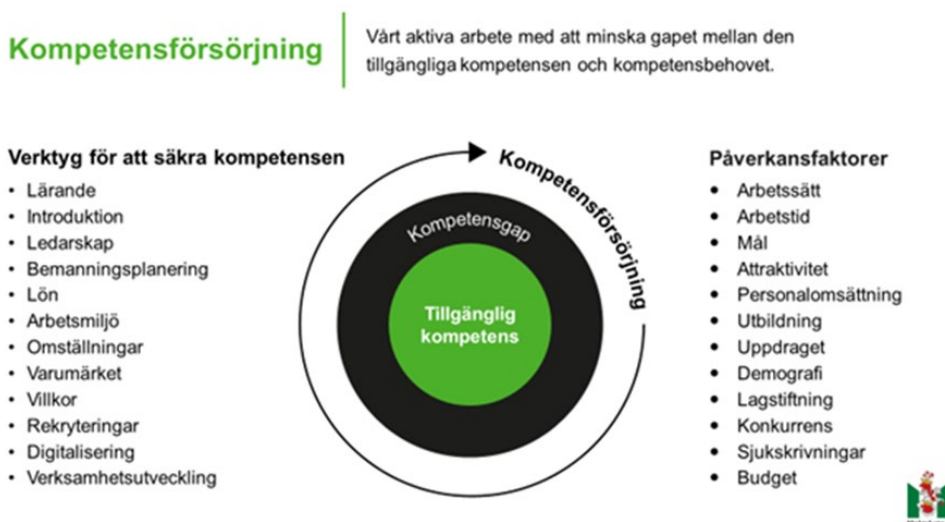 Kompetensförsörjning
Vårt aktiva arbete med att minska gapet mellan den
tillgängliga kompetensen och kompetensbehovet.
Verktyg för att säkra kompetensen
• Lärande
• Introduktion
• Ledarskap
• Bemanningsplanering
• Lön
• Arbetsmiljö
• Omställningar
• Varumärket
• Villkor
• Rekryteringar
• Digitalisering
• Verksamhetsutveckling
Kompetensförsörjning
Kompetensgap
Tillgänglig
kompetens
Påverkansfaktorer
• Arbetssätt
• Arbetstid
• Mål
• Attraktivitet
• Personalomsättning
• Utbildning
• Uppdraget
• Demografi
• Lagstiftning
• Konkurrens
• Sjukskrivningar
• Budget